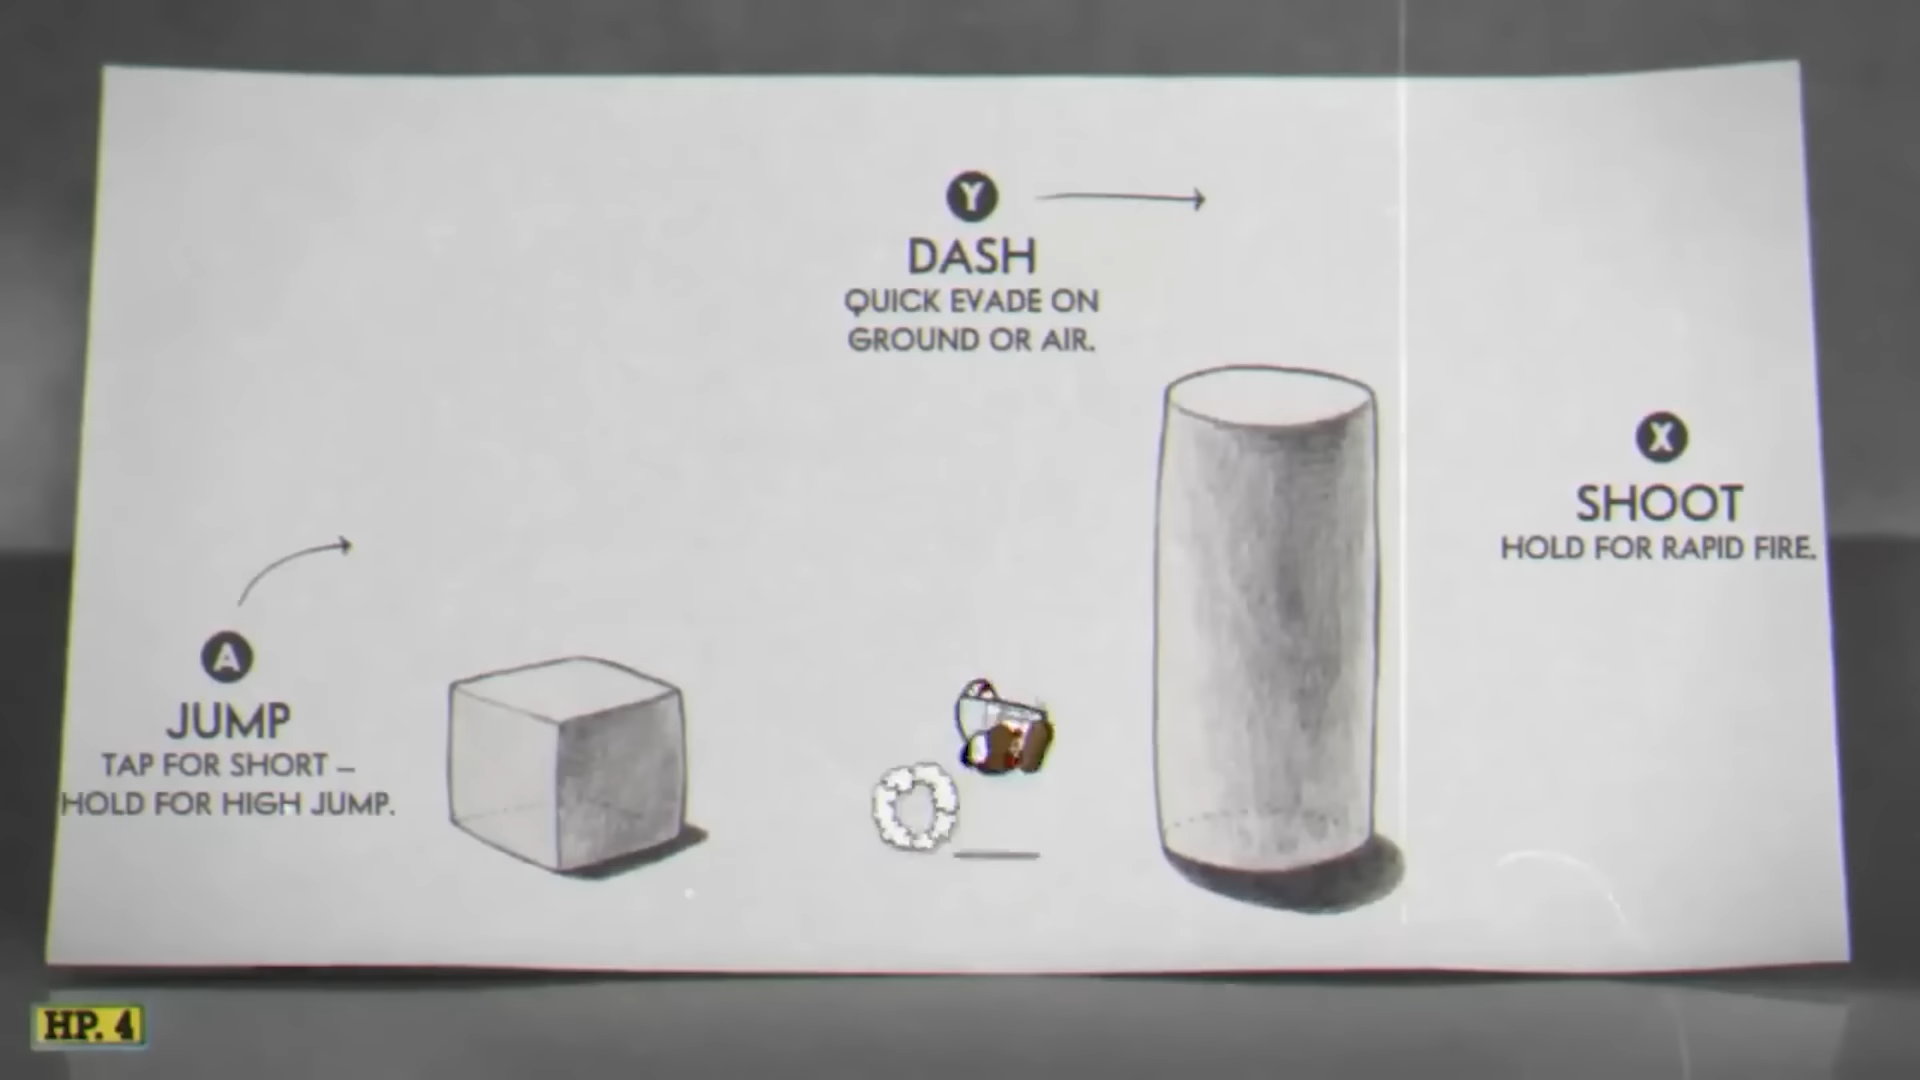 Y
DASH
QUICK EVADE ON
GROUND OR AIR.
X
SHOOT
HOLD FOR RAPID FIRE.
A
JUMP
TAP FOR SHORT –
HOLD FOR HIGH JUMP.
HP. 4